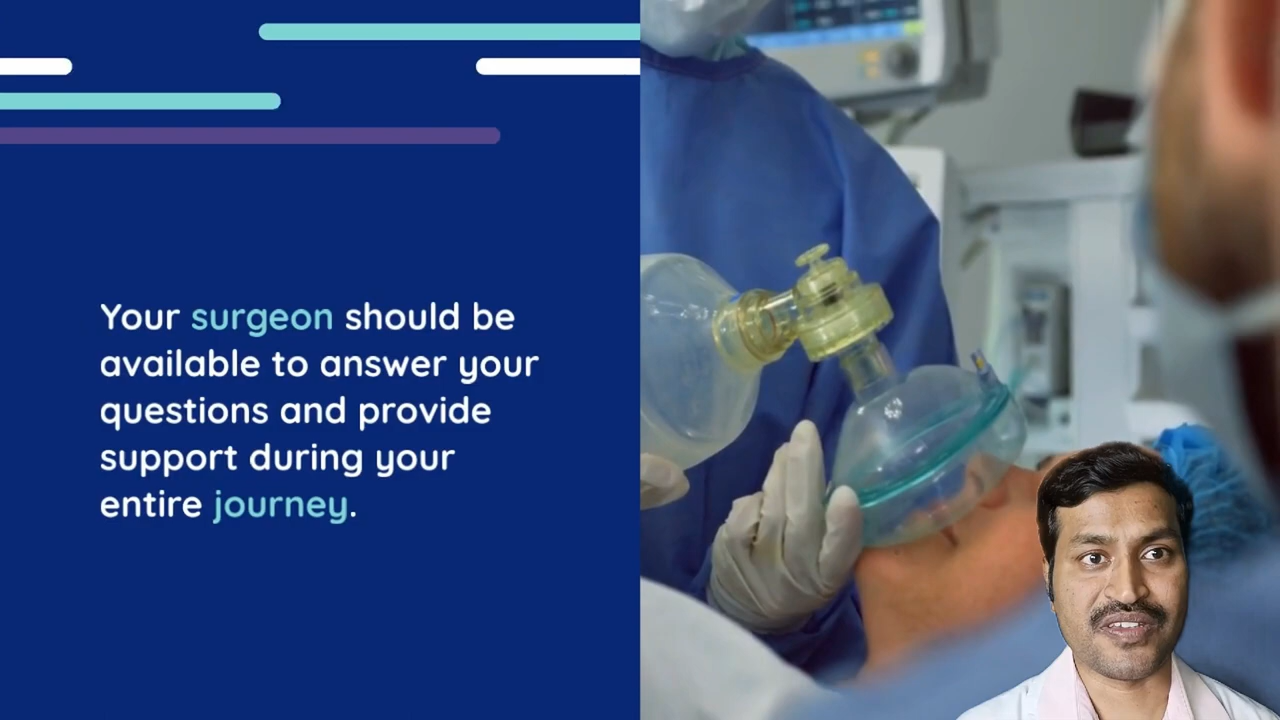 Your surgeon should be
available to answer your
questions and provide
support during your
entire journey.